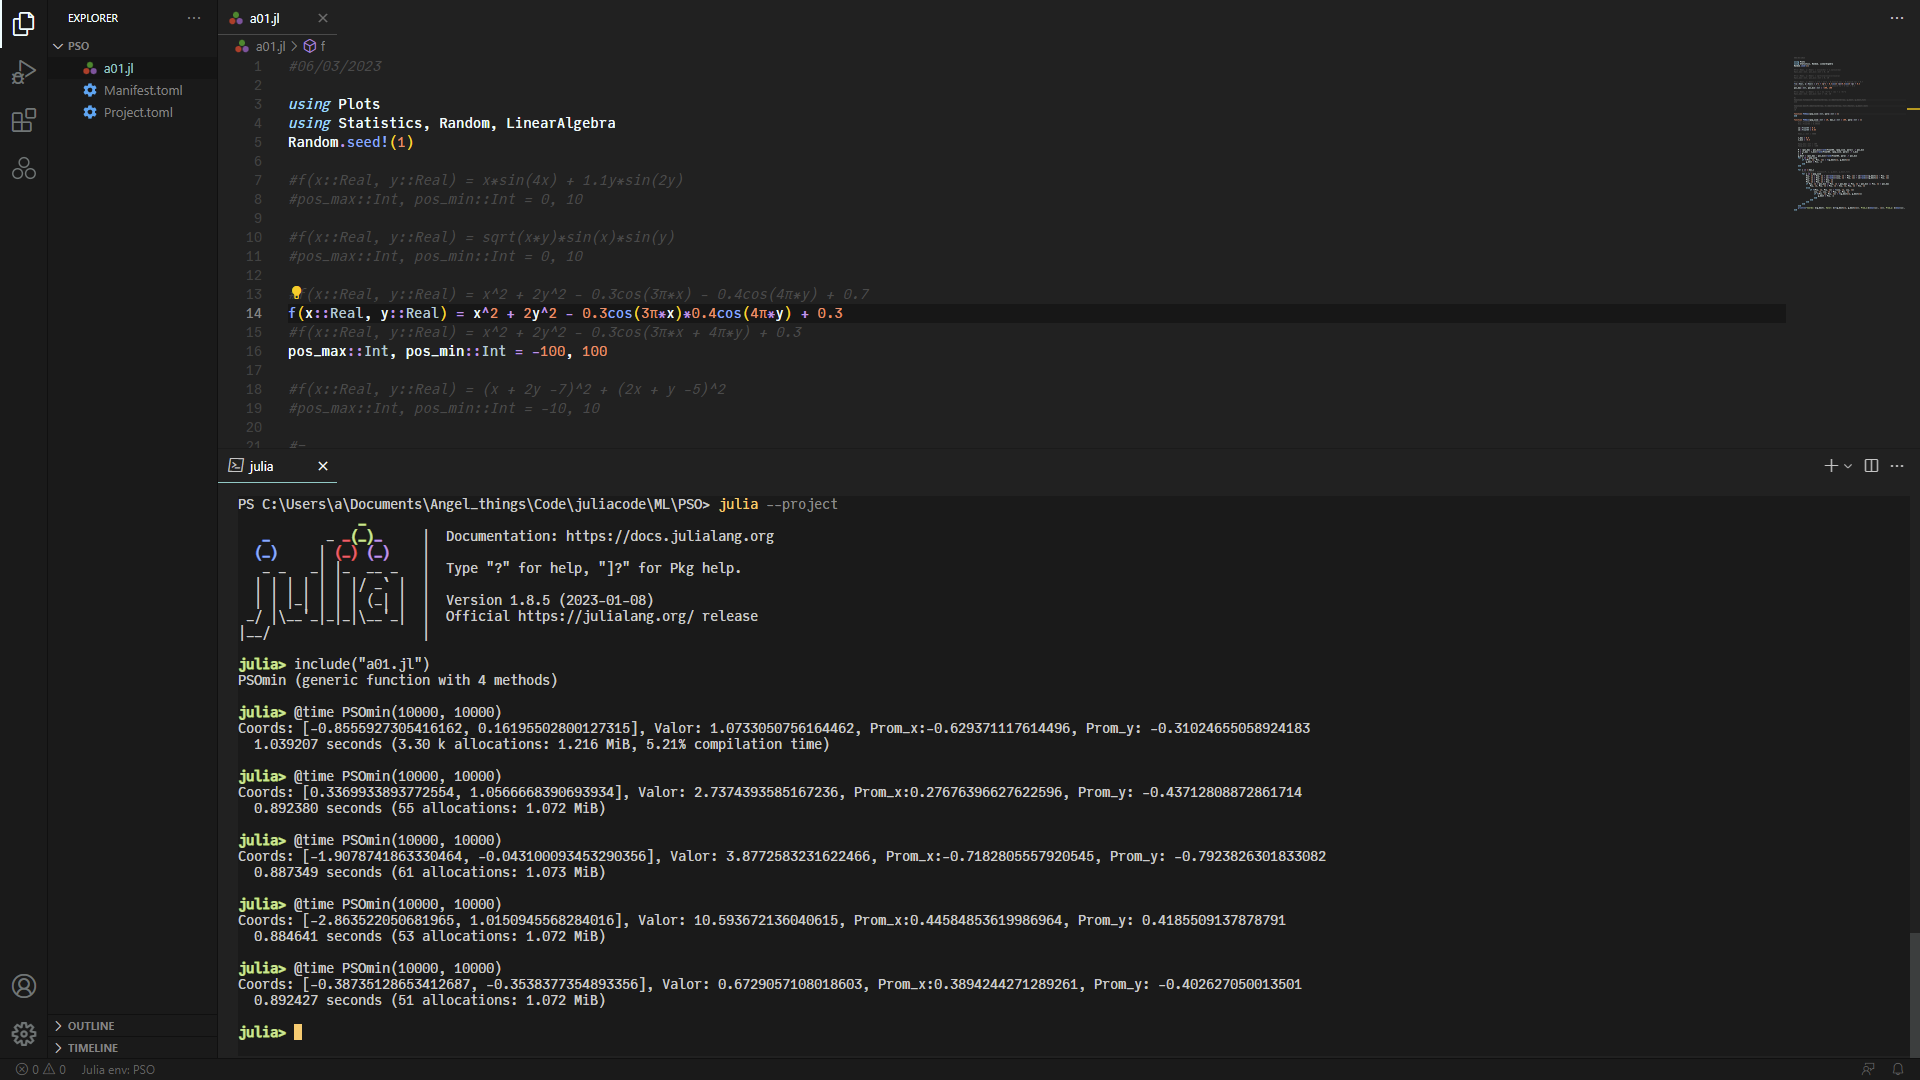 EXPLORER
PSO
a01.jl
Manifest.toml
Project.toml
OUTLINE
TIMELINE
a01.jl
a01.jl > f
1 #06/03/2023
2
3 using Plots
4 using Statistics, Random, LinearAlgebra
5 Random.seed!(1)
6
7 #f(x::Real, y::Real) = x*sin(4x) + 1.1y*sin(2y)
8 #pos_max::Int, pos_min::Int = 0, 10
9
10 #f(x::Real, y::Real) = sqrt(x*y)*sin(x)*sin(y)
11 #pos_max::Int, pos_min::Int = 0, 10
12
13 f(x::Real, y::Real) = x^2 + 2y^2 - 0.3cos(3π*x) - 0.4cos(4π*y) + 0.7
14 f(x::Real, y::Real) = x^2 + 2y^2 - 0.3cos(3π*x)*0.4cos(4π*y) + 0.3
15 #f(x::Real, y::Real) = x^2 + 2y^2 - 0.3cos(3π*x + 4π*y) + 0.3
16 pos_max::Int, pos_min::Int = -100, 100
17
18 #f(x::Real, y::Real) = (x + 2y -7)^2 + (2x + y -5)^2
19 #pos_max::Int, pos_min::Int = -10, 10
20
21 #=
julia
PS C:\Users\a\Documents\Angel_things\Code\juliacode\ML\PSO> julia --project
Documentation: https://docs.julialang.org
Type "?" for help, "]?" for Pkg help.
Version 1.8.5 (2023-01-08)
Official https://julialang.org/ release
julia> include("a01.jl")
PSOmin (generic function with 4 methods)
julia> @time PSOmin(10000, 10000)
Coords: [-0.8555927305416162, 0.16195502800127315], Valor: 1.0733050756164462, Prom_x:-0.629371117614496, Prom_y: -0.31024655058924183
1.039207 seconds (3.30 k allocations: 1.216 MiB, 5.21% compilation time)
julia> @time PSOmin(10000, 10000)
Coords: [0.3369933893772554, 1.0566668390693934], Valor: 2.7374393585167236, Prom_x:0.27676396627622596, Prom_y: -0.43712808872861714
0.892380 seconds (55 allocations: 1.072 MiB)
julia> @time PSOmin(10000, 10000)
Coords: [-1.9078741863330464, -0.043100093453290356], Valor: 3.8772583231622466, Prom_x:-0.7182805557920545, Prom_y: -0.7923826301833082
0.887349 seconds (61 allocations: 1.073 MiB)
julia> @time PSOmin(10000, 10000)
Coords: [-2.863522050681965, 1.0150945568284016], Valor: 10.593672136040615, Prom_x:0.44584853619986964, Prom_y: 0.4185509137878791
0.884641 seconds (53 allocations: 1.072 MiB)
julia> @time PSOmin(10000, 10000)
Coords: [-0.38735128653412687, -0.3538377354893356], Valor: 0.6729057108018603, Prom_x:0.3894244271289261, Prom_y: -0.402627050013501
0.892427 seconds (51 allocations: 1.072 MiB)
julia>
0 0 Julia env: PSO